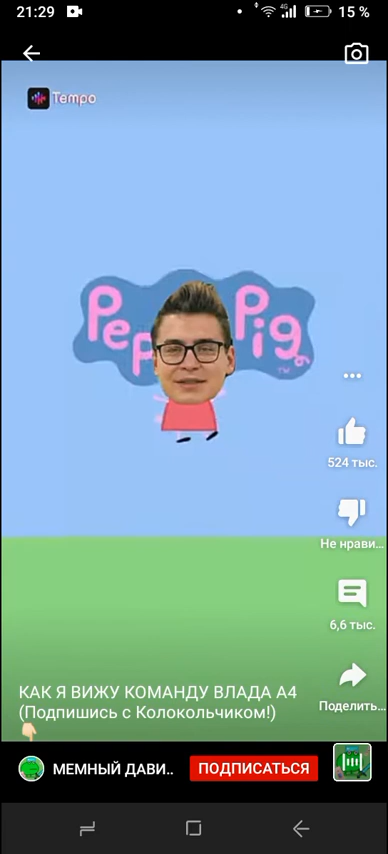 21:29
4G
15 %
Tempo
Pep Pig
TM
524 тыс.
Не нрави...
6,6 тыс.
КАК Я ВИЖУ КОМАНДУ ВЛАДА А4
(Подпишись с Колокольчиком!)
Поделить...
МЕМНЫЙ ДАВИ..
ПОДПИСАТЬСЯ